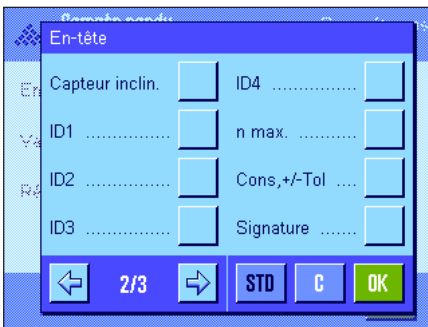 En-tête
Capteur inclin.
ID4 ................
ID1 ................
n max. ............
ID2 ................
Cons,+/-Tol ....
ID3 ................
Signature .......
2/3
STD
C
OK